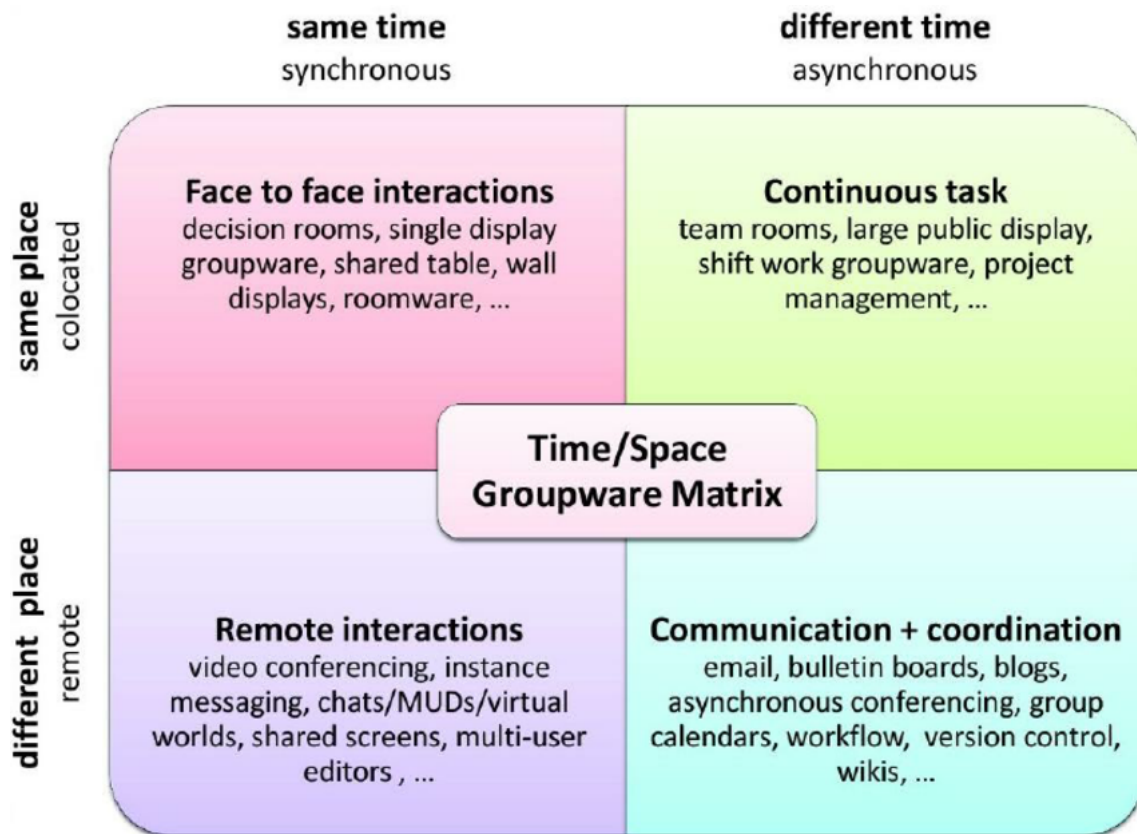 same time
synchronous
different time
asynchronous
same place
colocated
Face to face interactions
decision rooms, single display
groupware, shared table, wall
displays, roomware, ...
Continuous task
team rooms, large public display,
shift work groupware, project
management, ...
Time/Space
Groupware Matrix
different place
remote
Remote interactions
video conferencing, instance
messaging, chats/MUDs/virtual
worlds, shared screens, multi-user
editors , ...
Communication + coordination
email, bulletin boards, blogs,
asynchronous conferencing, group
calendars, workflow, version control,
wikis, ...